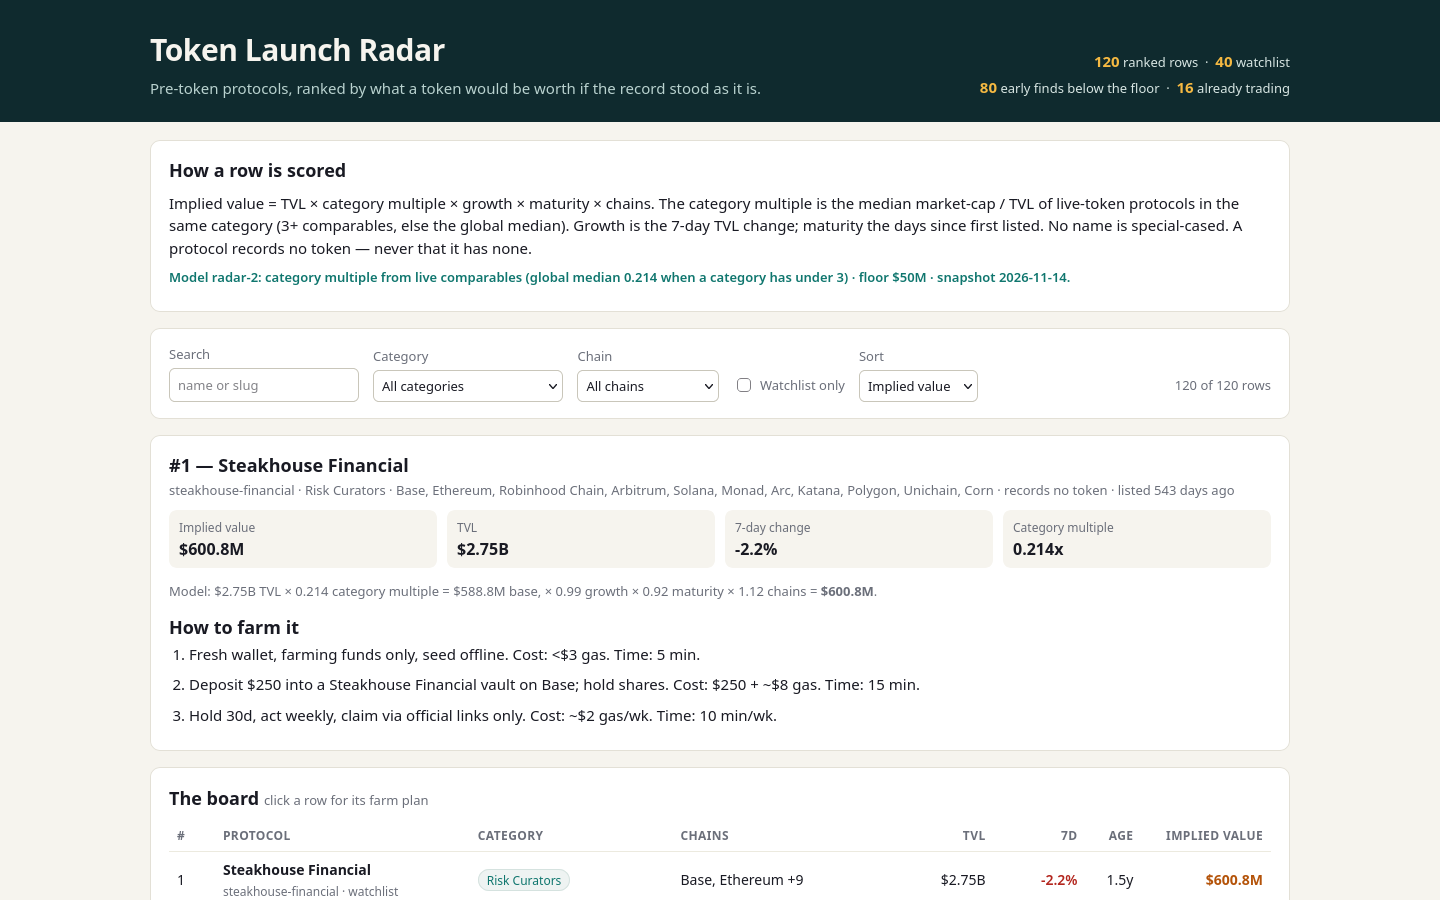 Token Launch Radar
Pre-token protocols, ranked by what a token would be worth if the record stood as it is.
120 ranked rows · 40 watchlist
80 early finds below the floor · 16 already trading
How a row is scored
Implied value = TVL × category multiple × growth × maturity × chains. The category multiple is the median market-cap / TVL of live-token protocols in the
same category (3+ comparables, else the global median). Growth is the 7-day TVL change; maturity the days since first listed. No name is special-cased. A
protocol records no token — never that it has none.
Model radar-2: category multiple from live comparables (global median 0.214 when a category has under 3) · floor $50M · snapshot 2026-11-14.
Search
Category
Chain
Sort
name or slug
All categories
All chains
Watchlist only
Implied value
120 of 120 rows
#1 — Steakhouse Financial
steakhouse-financial · Risk Curators · Base, Ethereum, Robinhood Chain, Arbitrum, Solana, Monad, Arc, Katana, Polygon, Unichain, Corn · records no token · listed 543 days ago
Implied value
$600.8M
TVL
$2.75B
7-day change
-2.2%
Category multiple
0.214x
Model: $2.75B TVL × 0.214 category multiple = $588.8M base, × 0.99 growth × 0.92 maturity × 1.12 chains = $600.8M.
How to farm it
1. Fresh wallet, farming funds only, seed offline. Cost: <$3 gas. Time: 5 min.
2. Deposit $250 into a Steakhouse Financial vault on Base; hold shares. Cost: $250 + ~$8 gas. Time: 15 min.
3. Hold 30d, act weekly, claim via official links only. Cost: ~$2 gas/wk. Time: 10 min/wk.
The board click a row for its farm plan
# PROTOCOL CATEGORY CHAINS TVL 7D AGE IMPLIED VALUE
1 Steakhouse Financial Risk Curators Base, Ethereum +9 $2.75B -2.2% 1.5y $600.8M
steakhouse-financial · watchlist